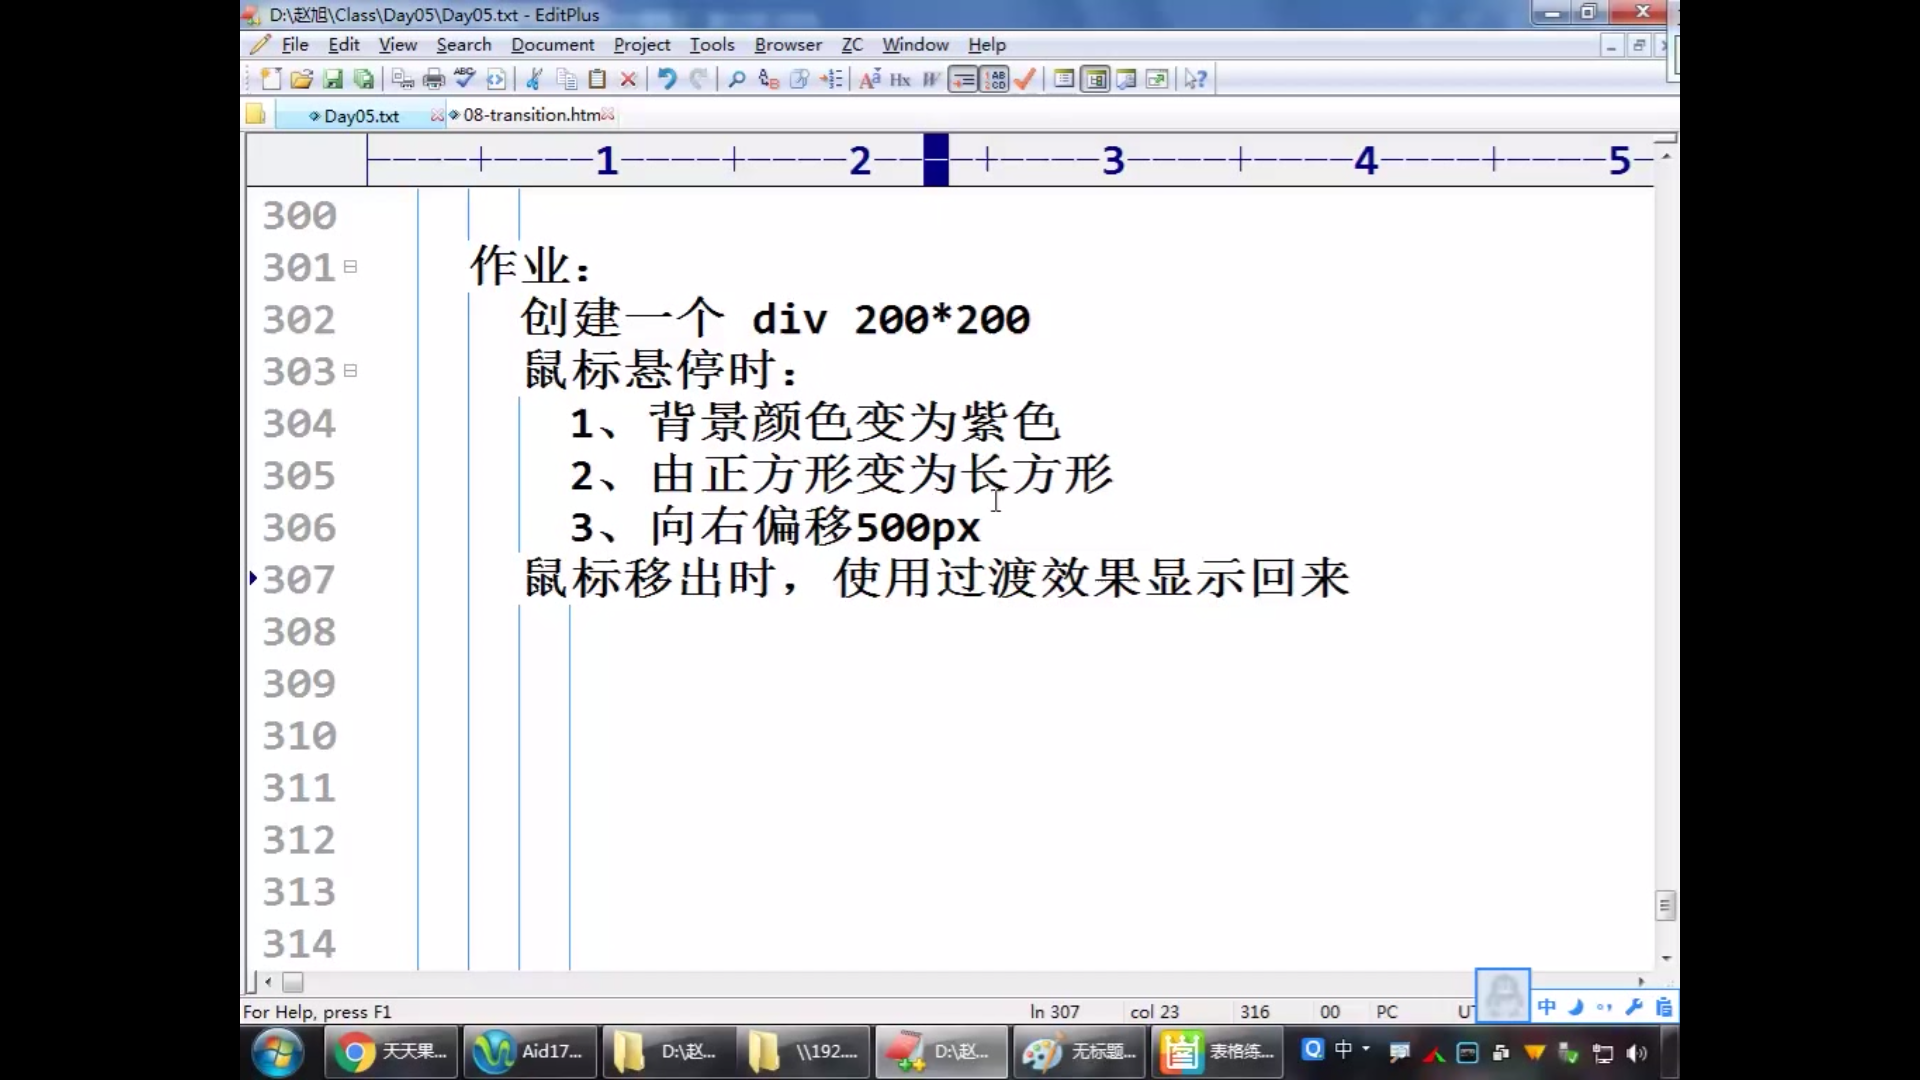 D:\赵旭\Class\Day05\Day05.txt - EditPlus
File Edit View Search Document Project Tools Browser ZC Window Help
Day05.txt 08-transition.htm
1 2 3 4 5
300
301 作业：
302 创建一个 div 200*200
303 鼠标悬停时：
304 1、背景颜色变为紫色
305 2、由正方形变为长方形
306 3、向右偏移500px
307 鼠标移出时，使用过渡效果显示回来
308
309
310
311
312
313
314
For Help, press F1 ln 307 col 23 316 00 PC 中
天天果... Aid17... D:\赵... \\192.... D:\赵... 无标题... 表格练... 中